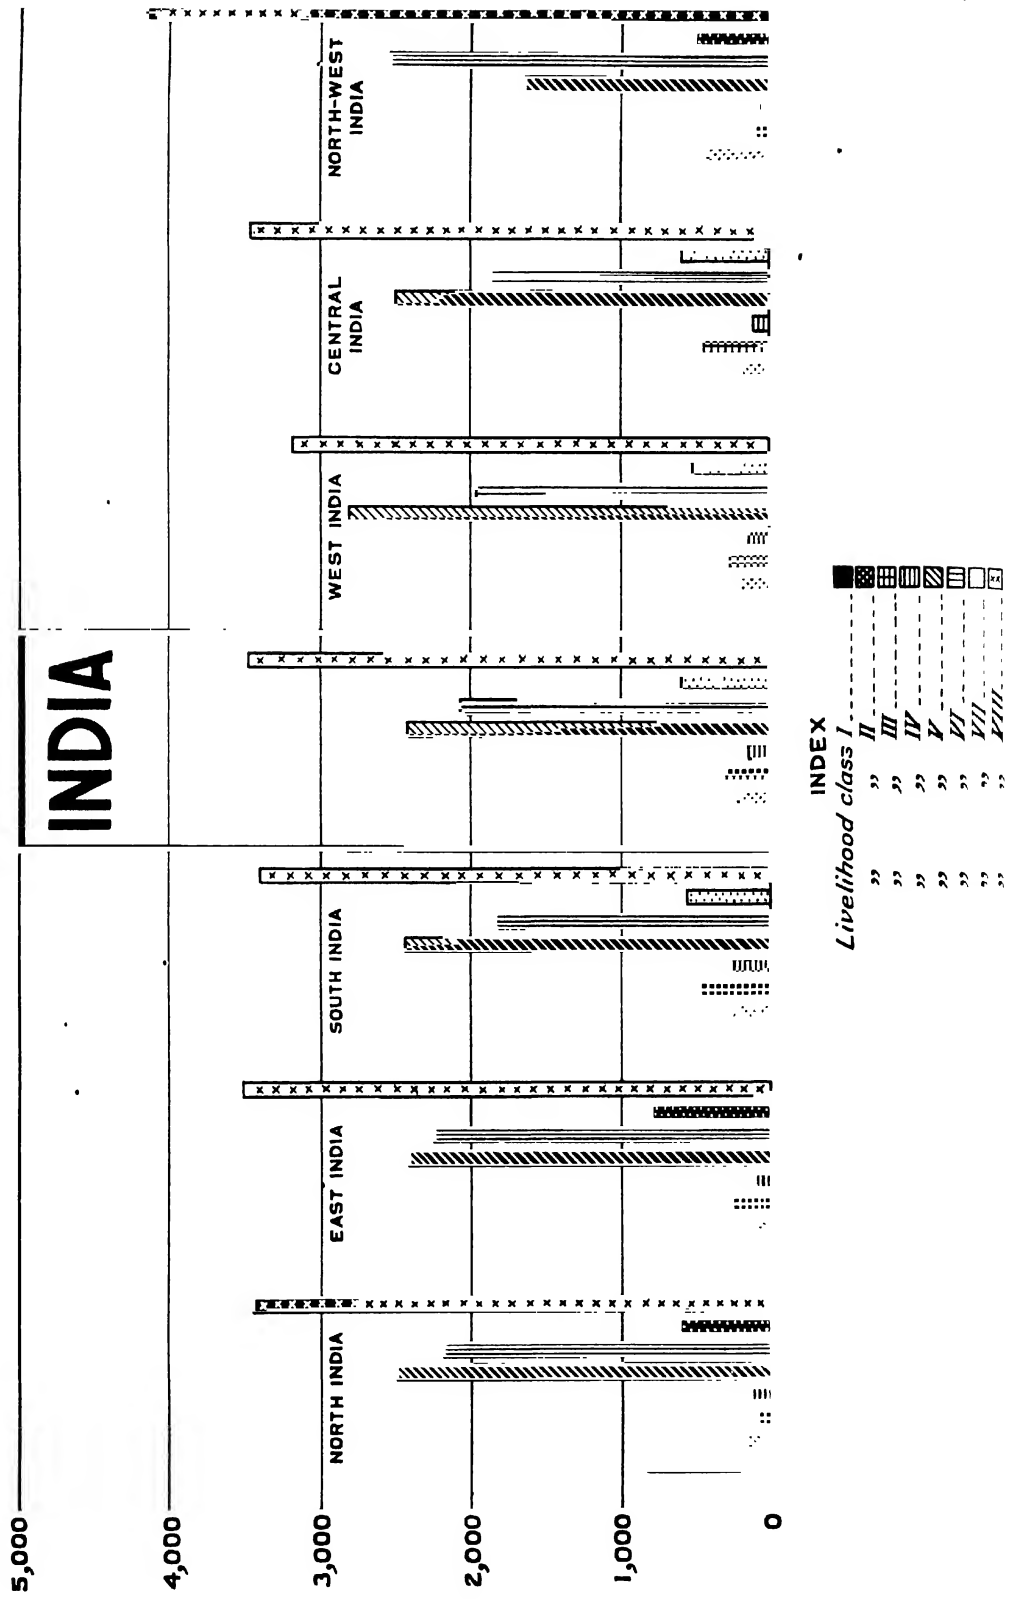 5,000
4,000
3,000
2,000
1,000
0
INDIA
NORTH INDIA
EAST INDIA
SOUTH INDIA
WEST INDIA
CENTRAL
INDIA
NORTH-WEST
INDIA
INDEX
Livelihood class I
„ „ II
„ „ III
„ „ IV
„ „ V
„ „ VI
„ „ VII
„ „ VIII